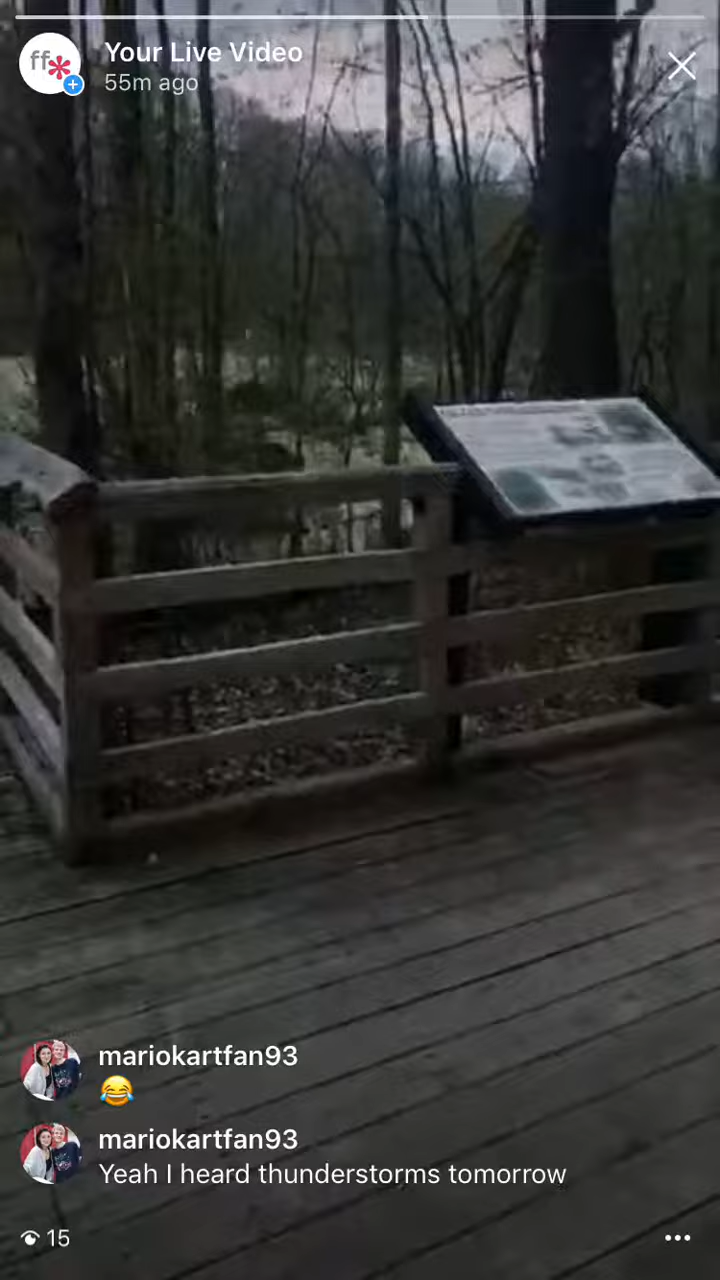 ff*
Your Live Video
55m ago
mariokartfan93
😂
mariokartfan93
Yeah I heard thunderstorms tomorrow
15